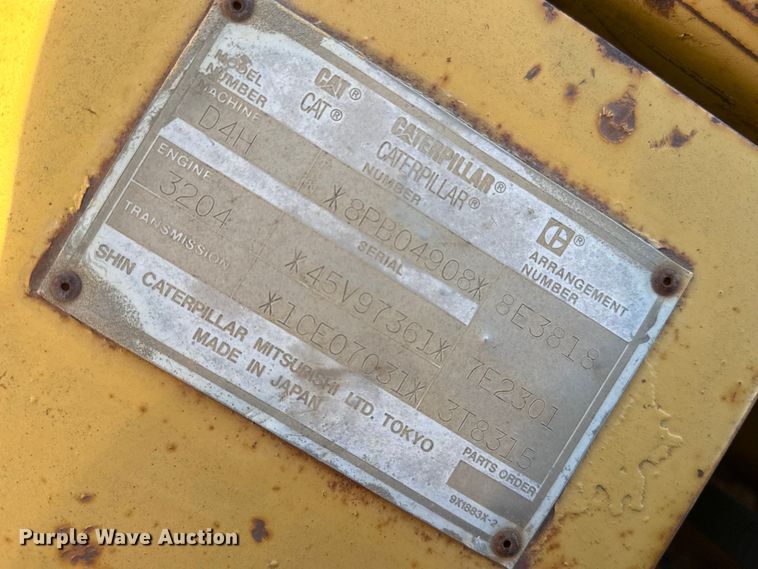 CAT® CATERPILLAR®
CAT® CATERPILLAR® C®
MODEL NUMBER NUMBER ARRANGEMENT NUMBER
MACHINE
D4H *8PB04908* 8E3818
ENGINE SERIAL
3204 *45V97361* 7E2301
TRANSMISSION
*1CE07031* 3T8315
SHIN CATERPILLAR MITSUBISHI LTD. TOKYO
MADE IN JAPAN
PARTS ORDER
9X1883X-2
Purple Wave Auction®